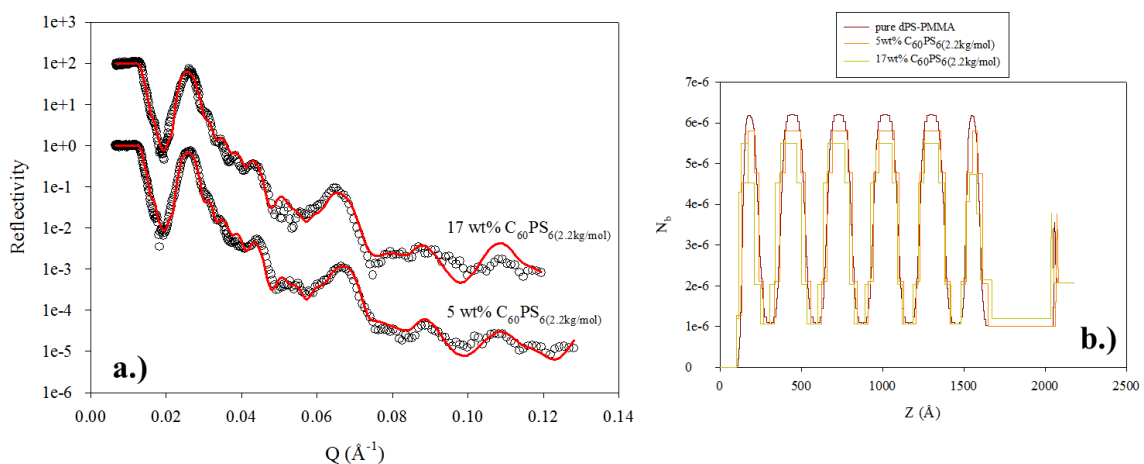 1e+3
1e+2
1e+1
1e+0
1e-1
1e-2
1e-3
1e-4
1e-5
1e-6
Reflectivity
17 wt% C60PS6(2.2kg/mol)
5 wt% C60PS6(2.2kg/mol)
a.)
0.00 0.02 0.04 0.06 0.08 0.10 0.12 0.14
Q (Å-1)
pure dPS-PMMA
5wt% C60PS6(2.2kg/mol)
17wt% C60PS6(2.2kg/mol)
7e-6
6e-6
5e-6
4e-6
3e-6
2e-6
1e-6
0
Nb
b.)
0 500 1000 1500 2000 2500
Z (Å)